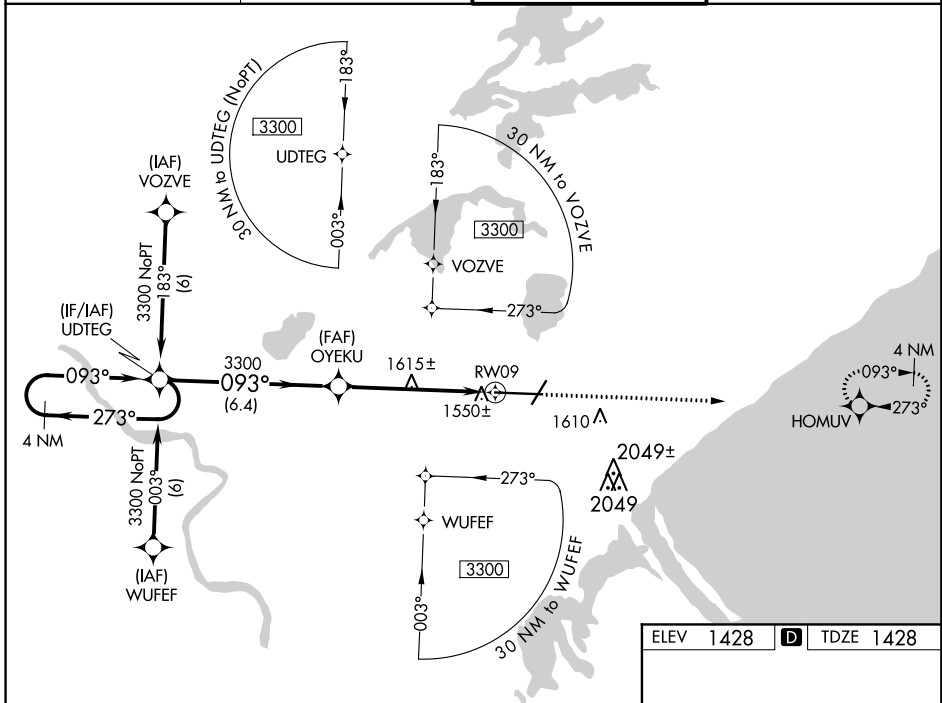 30 NM to UDTEG (NoPT)
183°
3300
UDTEG
003°
183°
30 NM to VOZVE
3300
VOZVE
273°
(IAF)
VOZVE
3300 NoPT
183°
(6)
(IF/IAF)
UDTEG
093°
273°
4 NM
3300
093°
(6.4)
(FAF)
OYEKU
1615±
RW09
1550±
1610
4 NM
093°
273°
HOMUV
2049±
2049
3300 NoPT
003°
(6)
(IAF)
WUFEF
273°
WUFEF
3300
003°
30 NM to WUFEF
ELEV 1428 D TDZE 1428